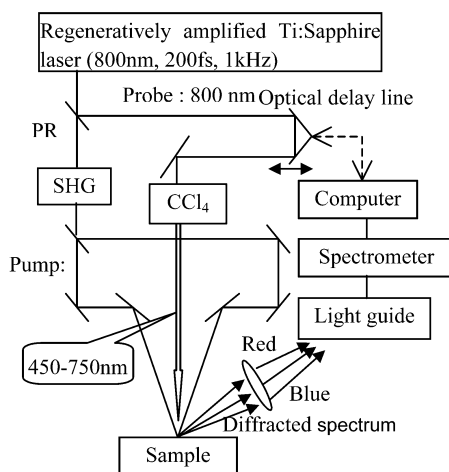 Regeneratively amplified Ti:Sapphire
laser (800nm, 200fs, 1kHz)
Probe : 800 nm
Optical delay line
PR
SHG
CCl₄
Computer
Spectrometer
Pump:
Light guide
450-750nm
Red
Blue
Diffracted spectrum
Sample